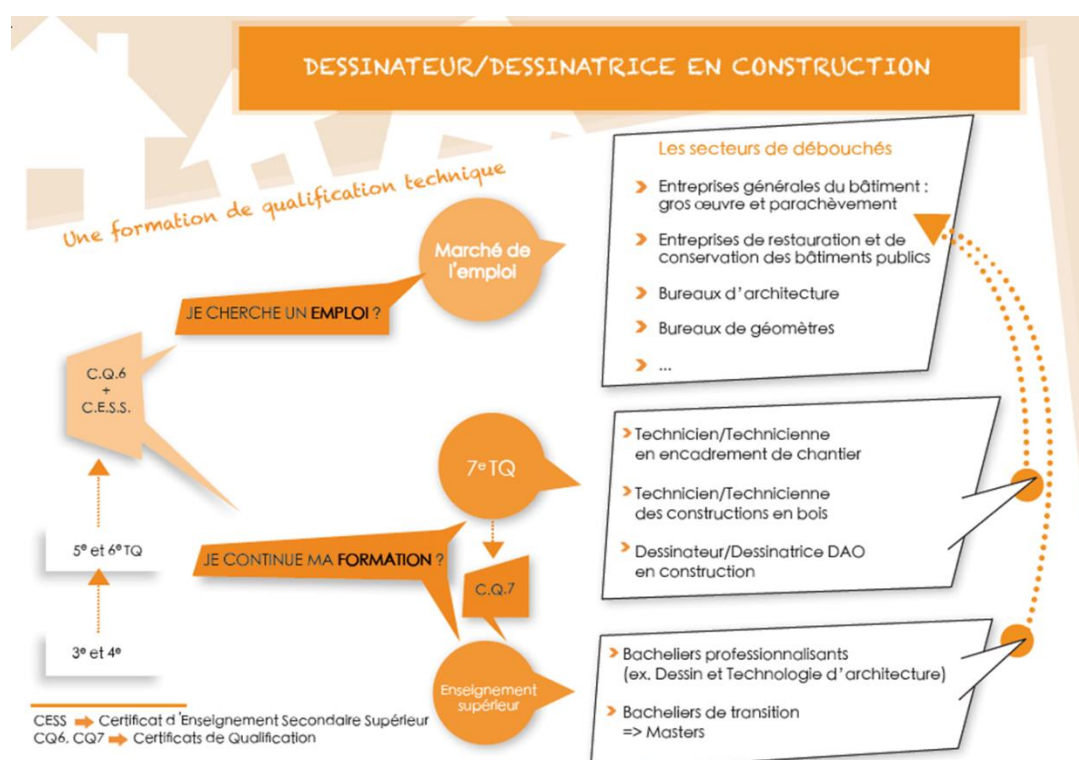 DESSINATEUR/DESSINATRICE EN CONSTRUCTION
Une formation de qualification technique
Les secteurs de débouchés
Entreprises générales du bâtiment :
gros œuvre et parachèvement
Entreprises de restauration et de
conservation des bâtiments publics
Bureaux d'architecture
Bureaux de géomètres
...
Marché de
l'emploi
JE CHERCHE UN EMPLOI ?
C.Q.6
+
C.E.S.S.
5e et 6e TQ
3e et 4e
JE CONTINUE MA FORMATION ?
7e TQ
C.Q.7
Enseignement
supérieur
Technicien/Technicienne
en encadrement de chantier
Technicien/Technicienne
des constructions en bois
Dessinateur/Dessinatrice DAO
en construction
Bacheliers professionnalisants
(ex. Dessin et Technologie d'architecture)
Bacheliers de transition
=> Masters
CESS ➡ Certificat d'Enseignement Secondaire Supérieur
CQ6, CQ7 ➡ Certificats de Qualification